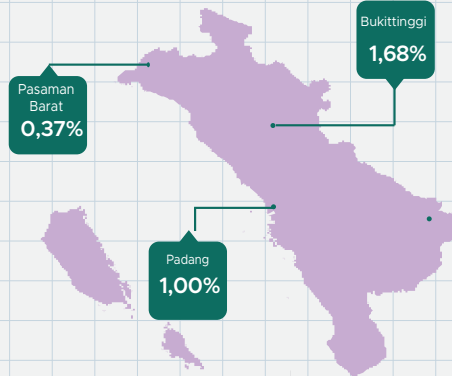 Bukittinggi
1,68%
Pasaman
Barat
0,37%
Padang
1,00%